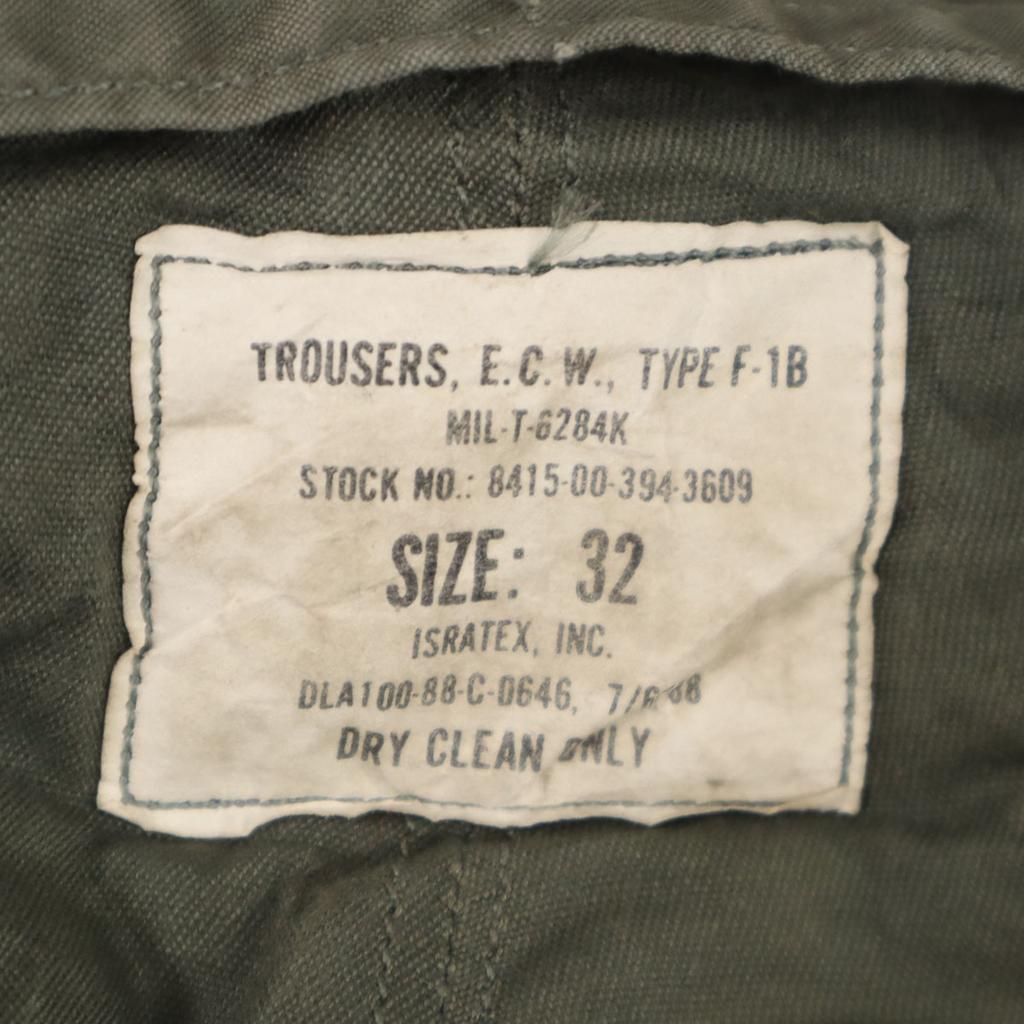 TROUSERS, E.C.W., TYPE F-1B
MIL-T-6284K
STOCK NO.: 8415-00-394-3609
SIZE: 32
ISRATEX, INC.
DLA100-88-C-0646,
DRY CLEAN ONLY